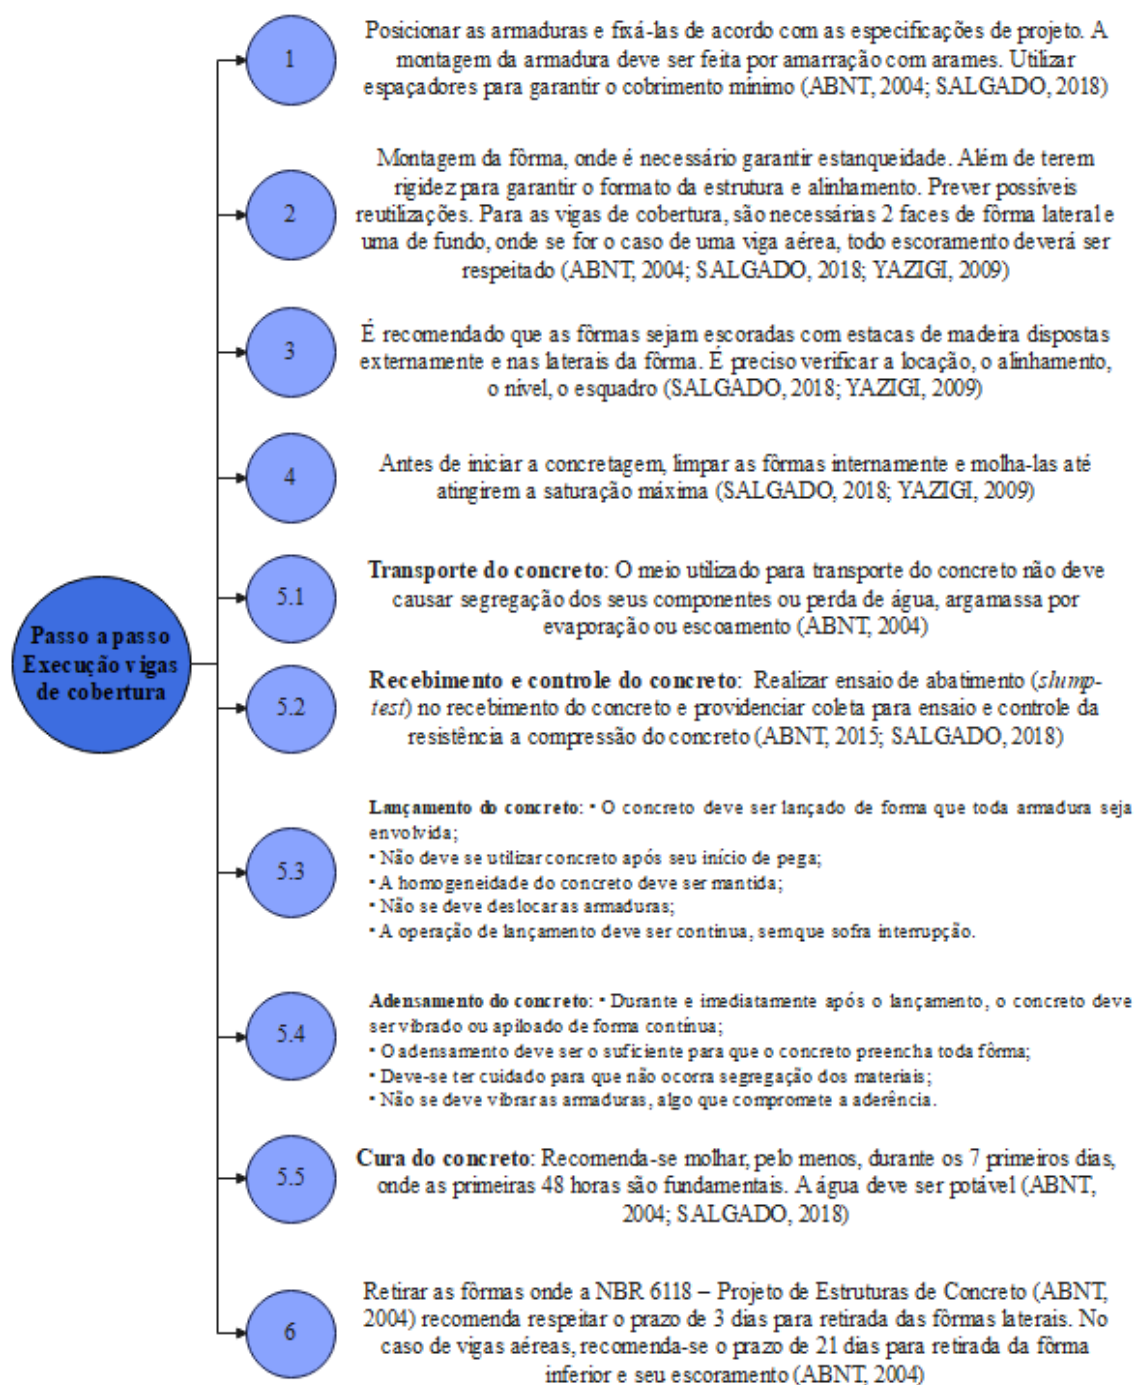 1
Posicionar as armaduras e fixá-las de acordo com as especificações de projeto. A
montagem da armadura deve ser feita por amarração com arames. Utilizar
espaçadores para garantir o cobrimento mínimo (ABNT, 2004; SALGADO, 2018)
2
Montagem da fôrma, onde é necessário garantir estanqueidade. Além de terem
rigidez para garantir o formato da estrutura e alinhamento. Prever possíveis
reutilizações. Para as vigas de cobertura, são necessárias 2 faces de fôrma lateral e
uma de fundo, onde se for o caso de uma viga aérea, todo escoramento deverá ser
respeitado (ABNT, 2004; SALGADO, 2018; YAZIGI, 2009)
3
É recomendado que as fôrmas sejam escoradas com estacas de madeira dispostas
externamente e nas laterais da fôrma. É preciso verificar a locação, o alinhamento,
o nível, o esquadro (SALGADO, 2018; YAZIGI, 2009)
4
Antes de iniciar a concretagem, limpar as fôrmas internamente e molha-las até
atingirem a saturação máxima (SALGADO, 2018; YAZIGI, 2009)
5.1
Transporte do concreto: O meio utilizado para transporte do concreto não deve
causar segregação dos seus componentes ou perda de água, argamassa por
evaporação ou escoamento (ABNT, 2004)
Passo a passo
Execução vigas
de cobertura
5.2
Recebimento e controle do concreto: Realizar ensaio de abatimento (slump-
test) no recebimento do concreto e providenciar coleta para ensaio e controle da
resistência a compressão do concreto (ABNT, 2015; SALGADO, 2018)
5.3
Lançamento do concreto: • O concreto deve ser lançado de forma que toda armadura seja
envolvida;
• Não deve se utilizar concreto após seu início de pega;
• A homogeneidade do concreto deve ser mantida;
• Não se deve deslocar as armaduras;
• A operação de lançamento deve ser contínua, sem que sofra interrupção.
5.4
Adensamento do concreto: • Durante e imediatamente após o lançamento, o concreto deve
ser vibrado ou apiloado de forma contínua;
• O adensamento deve ser o suficiente para que o concreto preencha toda fôrma;
• Deve-se ter cuidado para que não ocorra segregação dos materiais;
• Não se deve vibrar as armaduras, algo que compromete a aderência.
5.5
Cura do concreto: Recomenda-se molhar, pelo menos, durante os 7 primeiros dias,
onde as primeiras 48 horas são fundamentais. A água deve ser potável (ABNT,
2004; SALGADO, 2018)
6
Retirar as fôrmas onde a NBR 6118 – Projeto de Estruturas de Concreto (ABNT,
2004) recomenda respeitar o prazo de 3 dias para retirada das fôrmas laterais. No
caso de vigas aéreas, recomenda-se o prazo de 21 dias para retirada da fôrma
inferior e seu escoramento (ABNT, 2004)